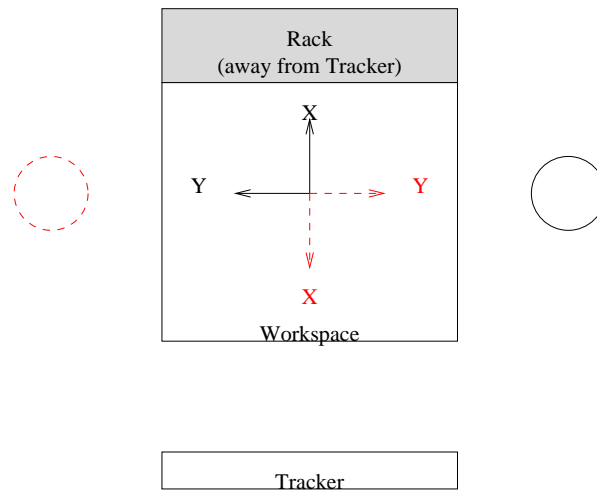 Rack
(away from Tracker)
X
Y
Y
X
Workspace
Tracker